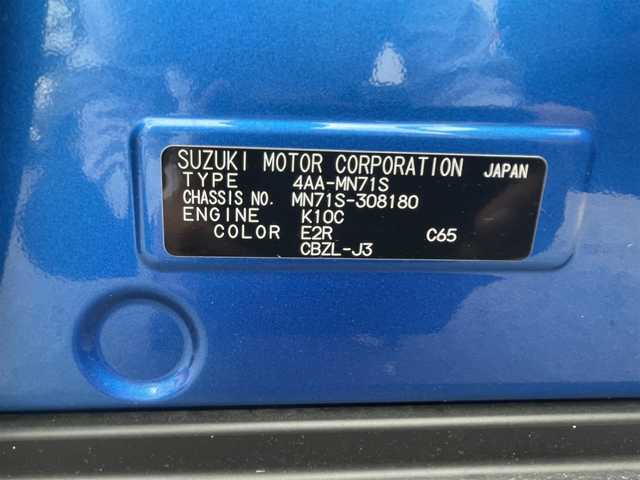 SUZUKI MOTOR CORPORATION JAPAN
TYPE 4AA-MN71S
CHASSIS NO. MN71S-308180
ENGINE K10C
COLOR E2R C65
CBZL-J3